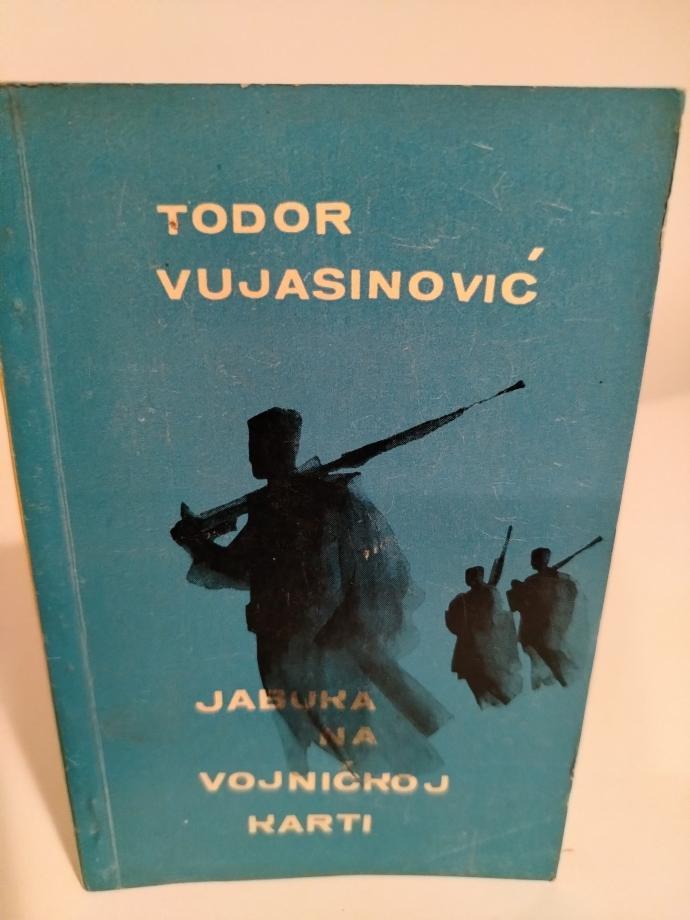 TODOR
VUJASINOVIĆ
JABUKA
NA
VOJNIČKOJ
KARTI